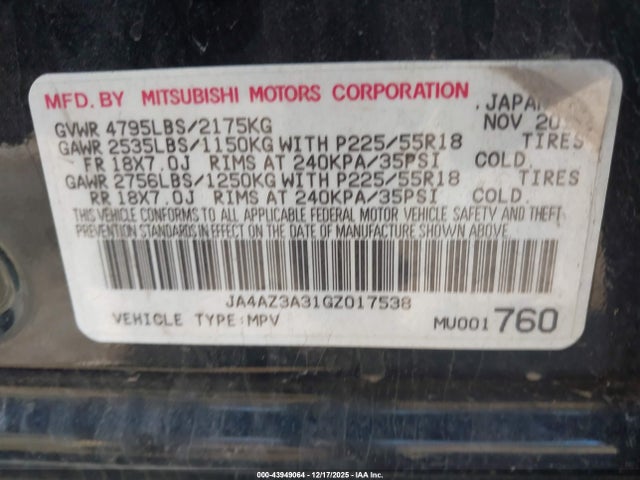 MFD. BY MITSUBISHI MOTORS CORPORATION JAPAN
GVWR 4795LBS/2175KG NOV
GAWR 2535LBS/1150KG WITH P225/55R18 TIRES
FR 18X7.0J RIMS AT 240KPA/35PSI COLD.
GAWR 2756LBS/1250KG WITH P225/55R18 TIRES
RR 18X7.0J RIMS AT 240KPA/35PSI COLD.
THIS VEHICLE CONFORMS TO ALL APPLICABLE FEDERAL MOTOR VEHICLE SAFETY AND THEFT
PREVENTION STANDARDS IN EFFECT ON THE DATE OF MANUFACTURE SHOWN ABOVE.
JA4AZ3A31GZ017538
VEHICLE TYPE:MPV MU001760
00-43949064 - 12/17/2025 - IAA Inc.